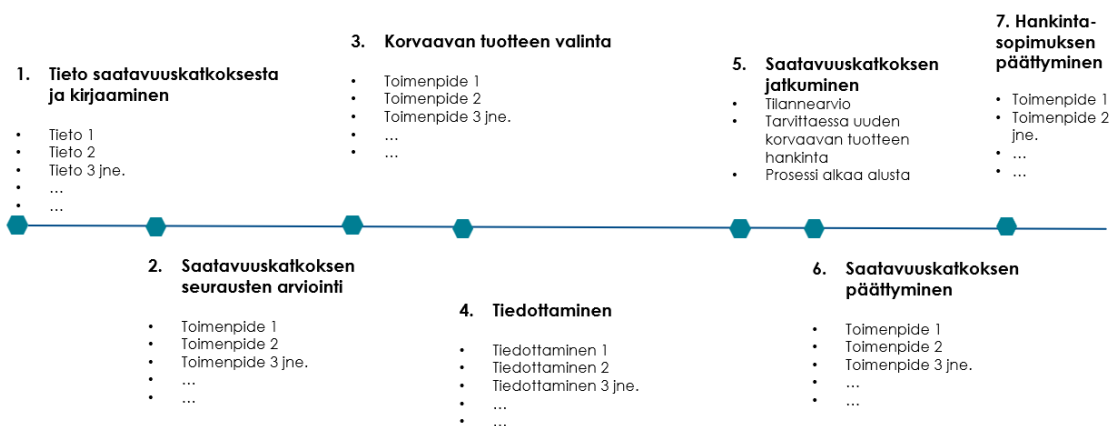 1. Tieto saatavuuskatkoksesta
ja kirjaaminen
• Tieto 1
• Tieto 2
• Tieto 3 jne.
• …
• …
2. Saatavuuskatkoksen
seurausten arviointi
• Toimenpide 1
• Toimenpide 2
• Toimenpide 3 jne.
• …
• …
3. Korvaavan tuotteen valinta
• Toimenpide 1
• Toimenpide 2
• Toimenpide 3 jne.
• …
• …
4. Tiedottaminen
• Tiedottaminen 1
• Tiedottaminen 2
• Tiedottaminen 3 jne.
• …
• …
5. Saatavuuskatkoksen
jatkuminen
• Tilannearvio
• Tarvittaessa uuden
korvaavan tuotteen
hankinta
• Prosessi alkaa alusta
6. Saatavuuskatkoksen
päättyminen
• Toimenpide 1
• Toimenpide 2
• Toimenpide 3 jne.
• …
• …
7. Hankinta-
sopimuksen
päättyminen
• Toimenpide 1
• Toimenpide 2
jne.
• …
• …